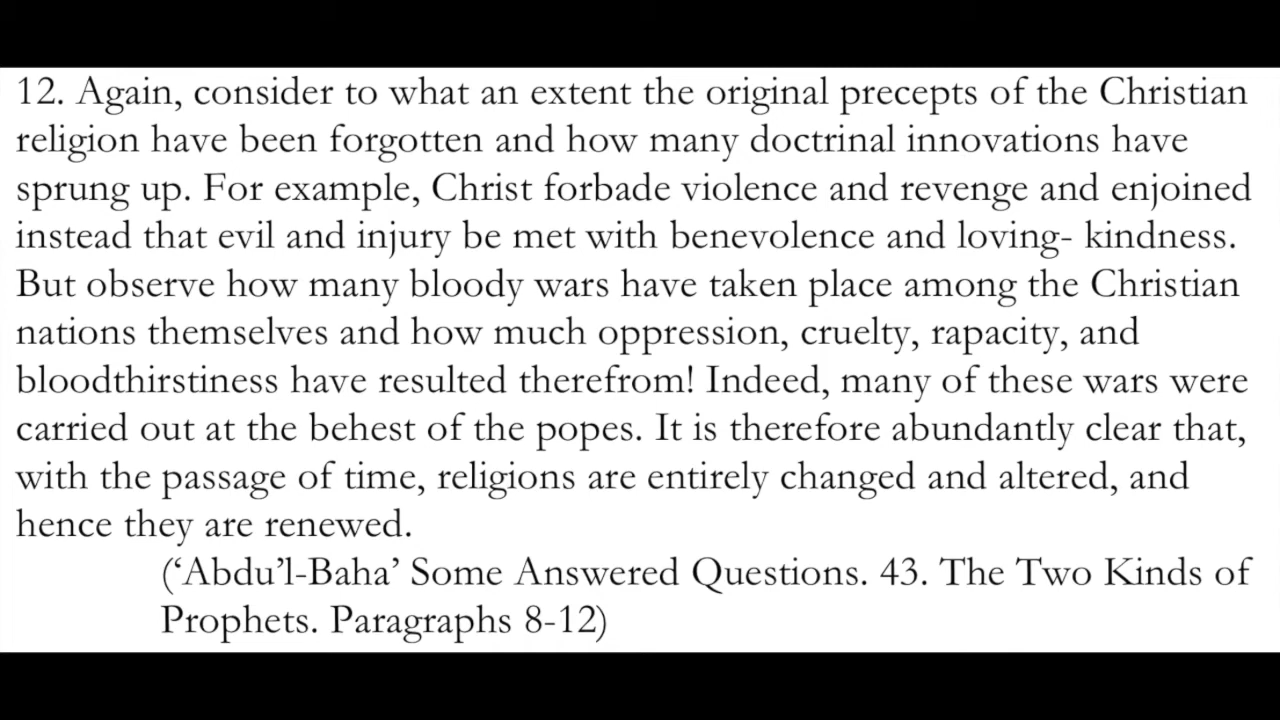 12. Again, consider to what an extent the original precepts of the Christian
religion have been forgotten and how many doctrinal innovations have
sprung up. For example, Christ forbade violence and revenge and enjoined
instead that evil and injury be met with benevolence and loving- kindness.
But observe how many bloody wars have taken place among the Christian
nations themselves and how much oppression, cruelty, rapacity, and
bloodthirstiness have resulted therefrom! Indeed, many of these wars were
carried out at the behest of the popes. It is therefore abundantly clear that,
with the passage of time, religions are entirely changed and altered, and
hence they are renewed.
(‘Abdu’l-Baha’ Some Answered Questions. 43. The Two Kinds of
Prophets. Paragraphs 8-12)